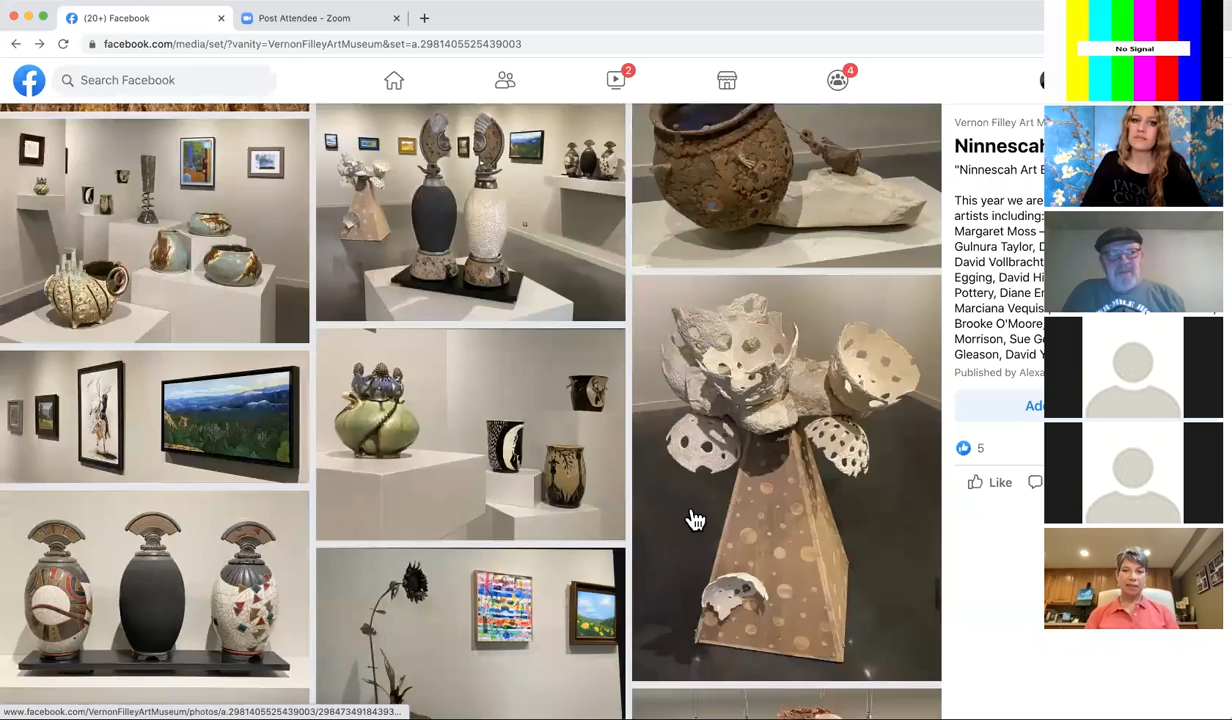 (20+) Facebook
Post Attendee - Zoom
facebook.com/media/set/?vanity=VernonFilleyArtMuseum&set=a.2981405525439003
Search Facebook
2
4
No Signal
Vernon Filley Art M
Ninnescah
"Ninnescah Art E
This year we are
artists including:
Margaret Moss –
Gulnura Taylor, D
David Vollbracht
Egging, David Hi
Pottery, Diane Er
Marciana Vequis
Brooke O'Moore,
Morrison, Sue G
Gleason, David Y
Published by Alexa
Add
5
Like
www.facebook.com/VernonFilleyArtMuseum/photos/a.2981405525439003/29847349184393...